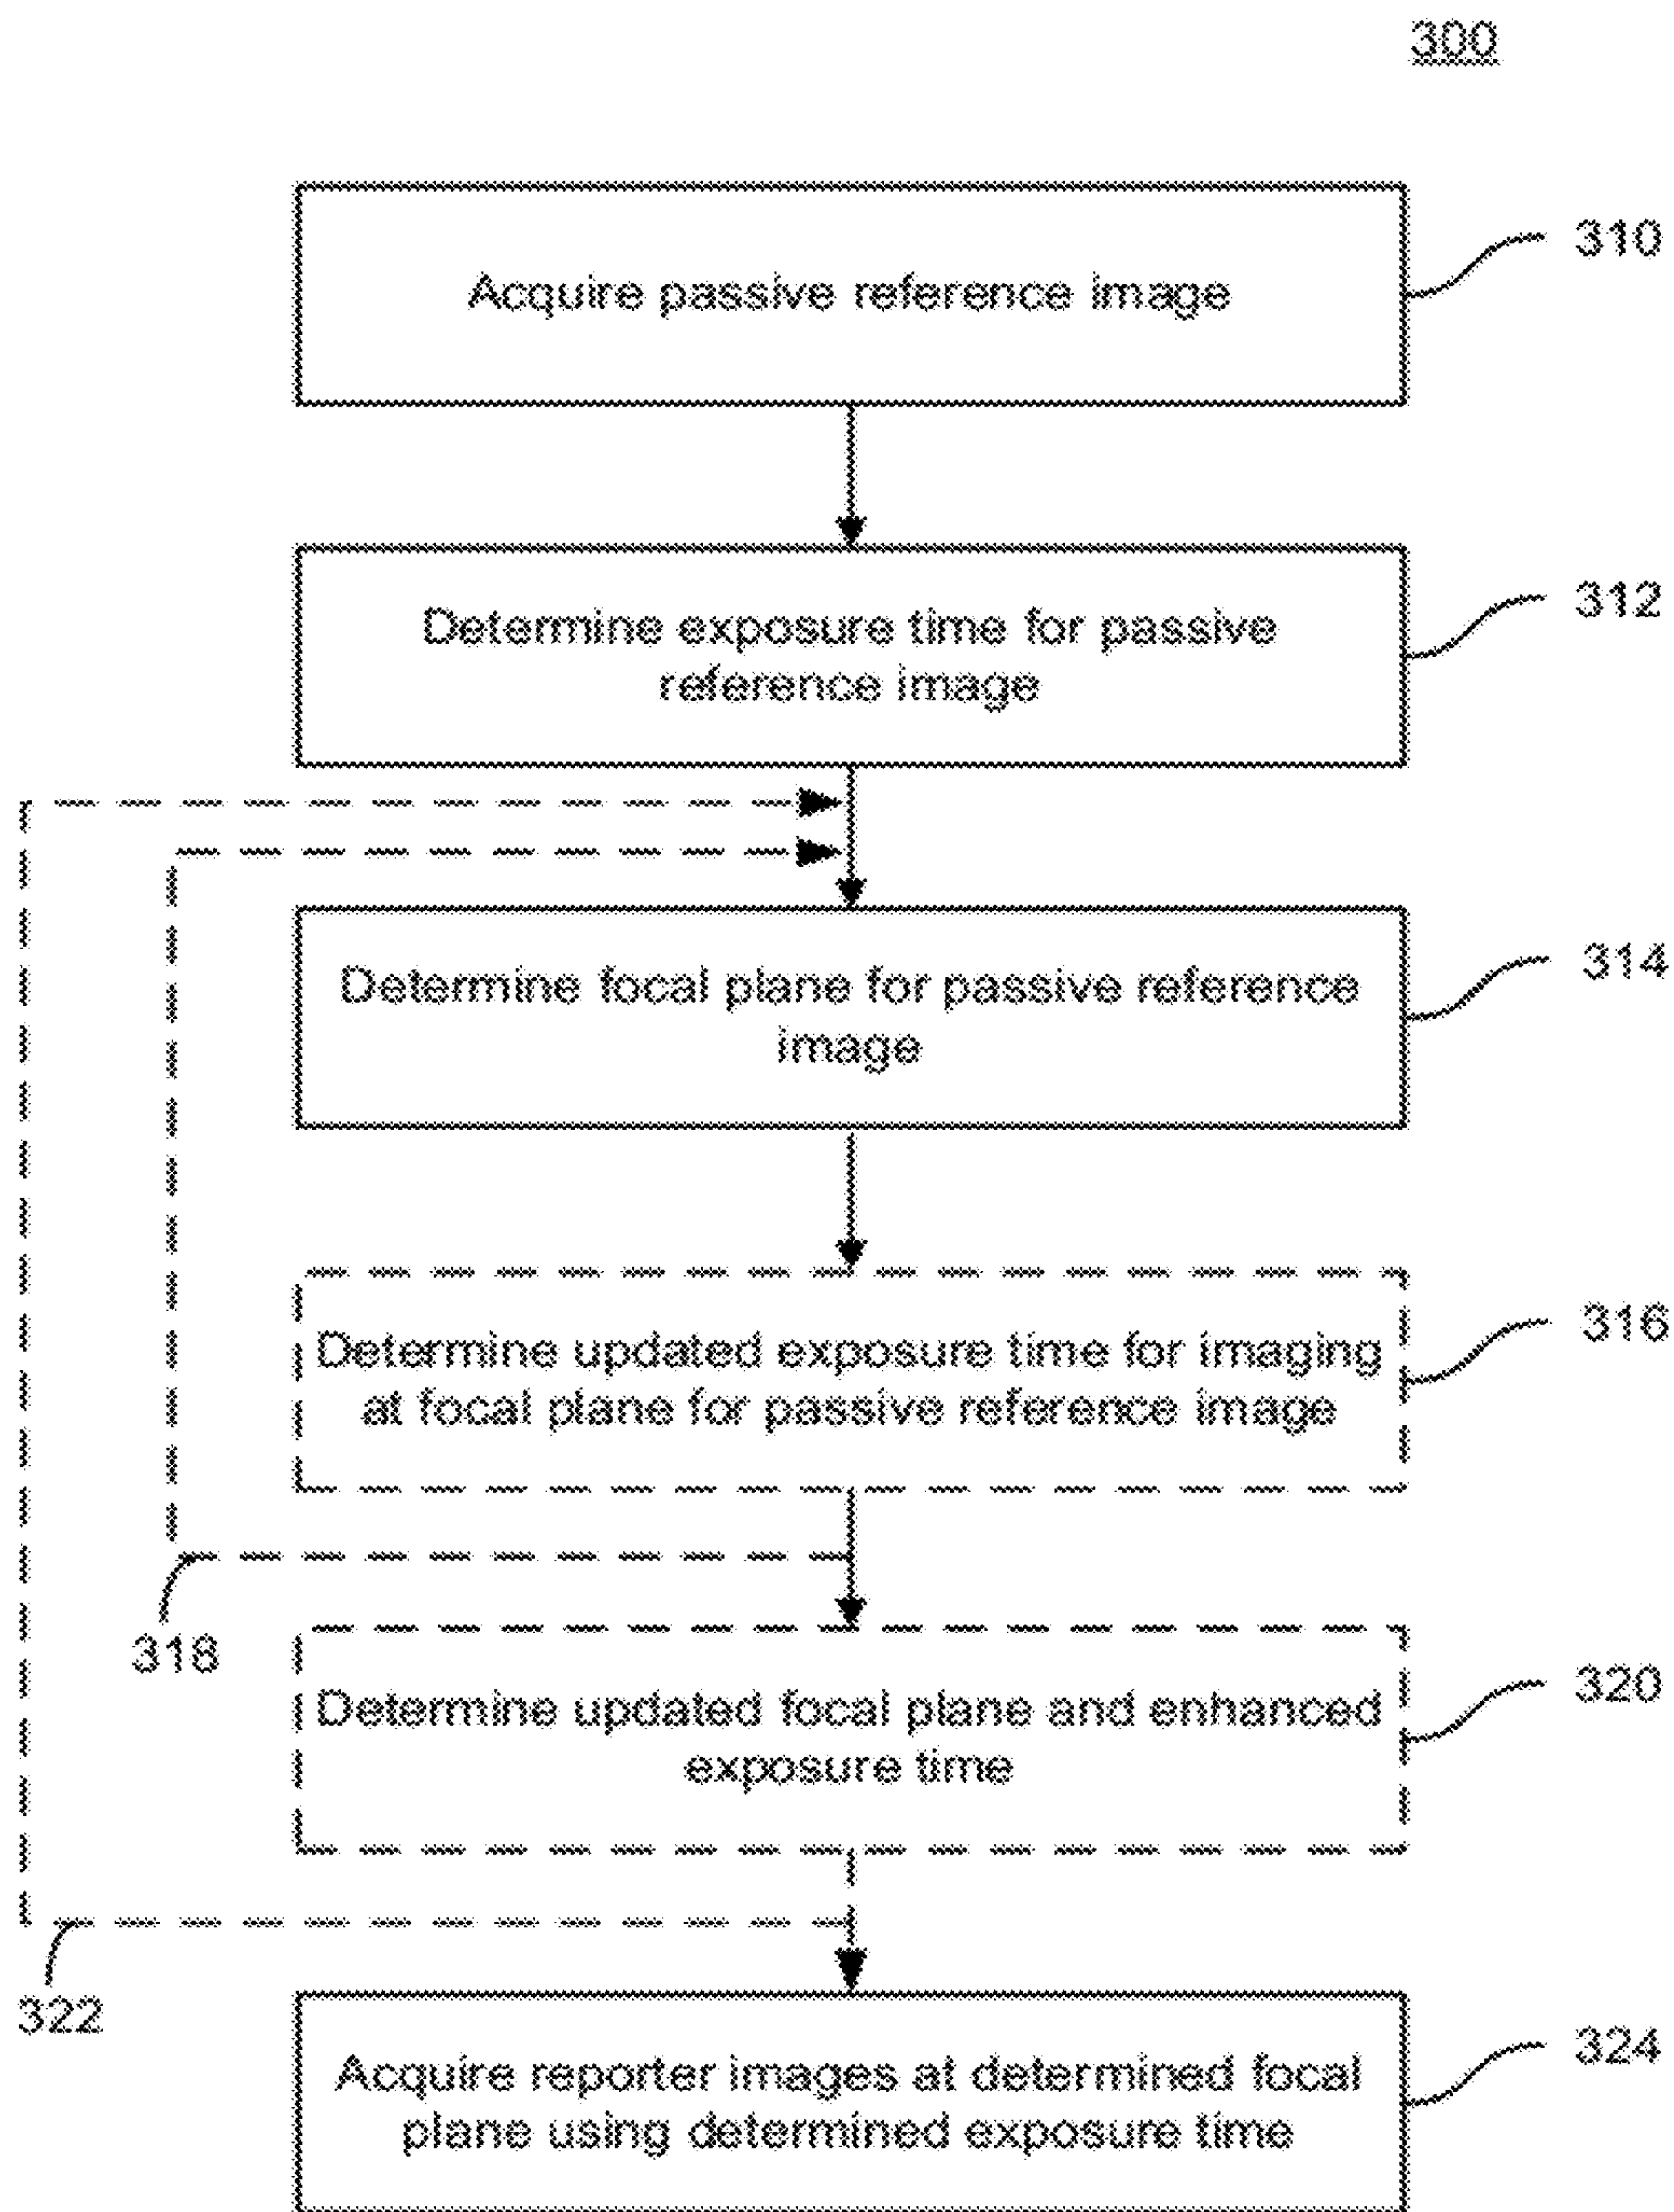 300
Acquire passive reference image
310
Determine exposure time for passive
reference image
312
Determine focal plane for passive reference
image
314
Determine updated exposure time for imaging
at focal plane for passive reference image
316
318
Determine updated focal plane and enhanced
exposure time
320
322
Acquire reporter images at determined focal
plane using determined exposure time
324